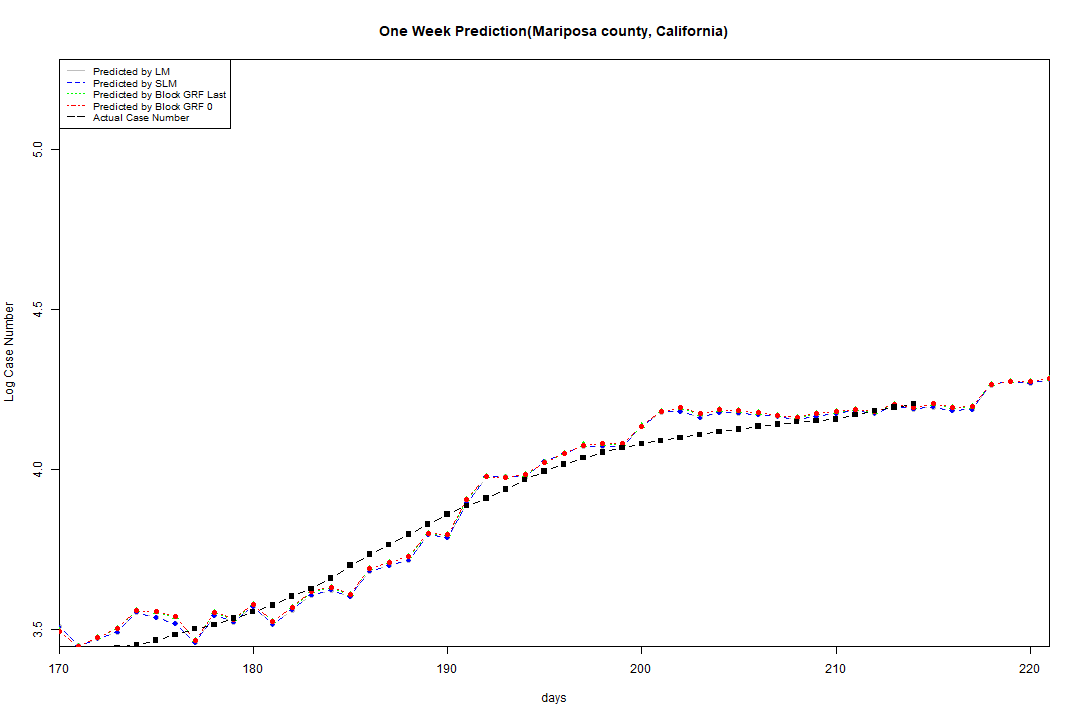 One Week Prediction(Mariposa county, California)
Predicted by LM
Predicted by SLM
Predicted by Block GRF Last
Predicted by Block GRF 0
Actual Case Number
5.0
4.5
4.0
3.5
Log Case Number
170 180 190 200 210 220
days